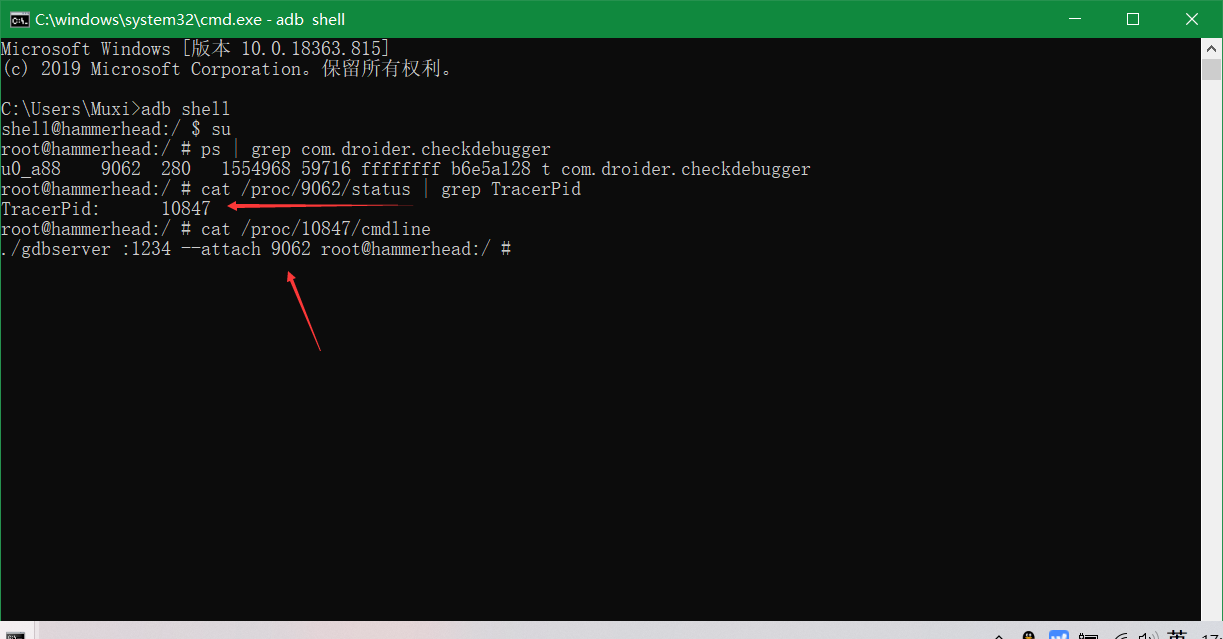 C:\windows\system32\cmd.exe - adb  shell
Microsoft Windows [版本 10.0.18363.815]
(c) 2019 Microsoft Corporation。保留所有权利。
C:\Users\Muxi>adb shell
shell@hammerhead:/ $ su
root@hammerhead:/ # ps | grep com.droider.checkdebugger
u0_a88    9062  280   1554968 59716 ffffffff b6e5a128 t com.droider.checkdebugger
root@hammerhead:/ # cat /proc/9062/status | grep TracerPid
TracerPid:      10847
root@hammerhead:/ # cat /proc/10847/cmdline
./gdbserver :1234 --attach 9062 root@hammerhead:/ #
英